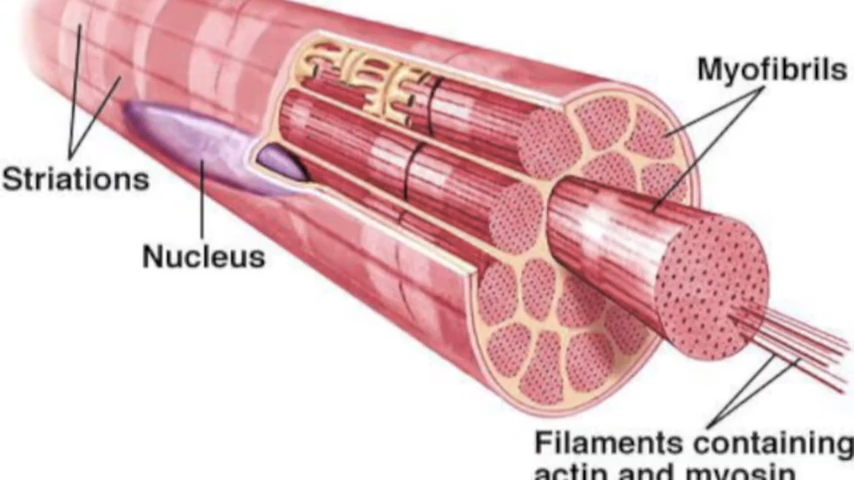 Myofibrils
Striations
Nucleus
Filaments containing
actin and myosin